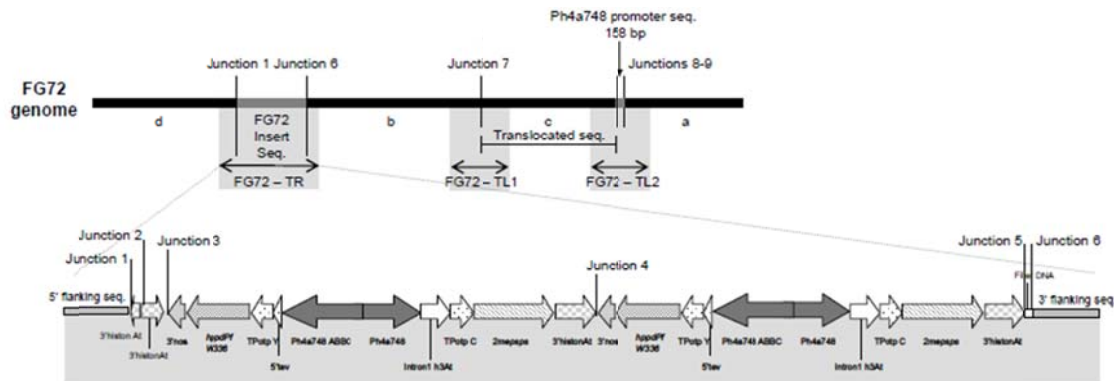 Ph4a748 promoter seq.
158 bp
Junction 1 Junction 6
Junction 7
Junctions 8-9
FG72
genome
d
FG72
Insert
Seq.
b
c
a
Translocated seq.
FG72 – TR
FG72 – TL1
FG72 – TL2
Junction 2
Junction 3
Junction 1
Junction 4
Junction 5
Junction 6
DNA
5' flanking seq.
3' flanking seq
3'histon At
3'histonAt
3'nos
hppdPf
W336
TPotp Y
5'tev
Ph4a748 ABBC
Ph4a748
Intron1 h3At
TPotp C
2mepsps
3'histonAt
3'nos
hppdPf
W336
TPotp Y
5'tev
Ph4a748 ABBC
Ph4a748
Intron1 h3At
TPotp C
2mepsps
3'histonAt